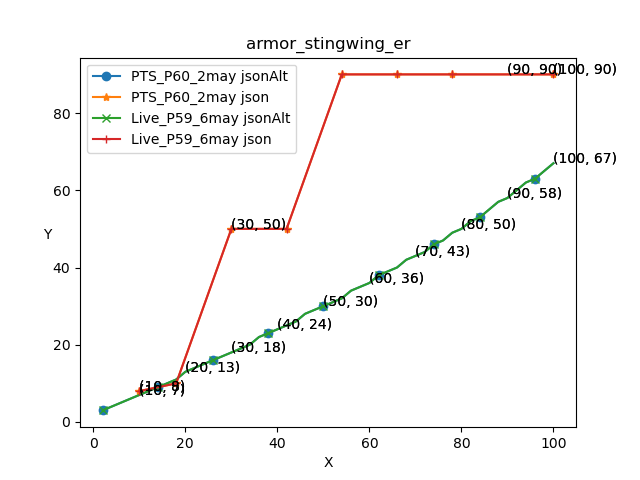 armor_stingwing_er
PTS_P60_2may jsonAlt
PTS_P60_2may json
Live_P59_6may jsonAlt
Live_P59_6may json
(90, 90)
(100, 90)
(100, 67)
(90, 58)
(80, 50)
(70, 43)
(60, 36)
(50, 30)
(40, 24)
(30, 50)
(30, 18)
(20, 13)
(10, 8)
(10, 7)
Y
80
60
40
20
0
0 20 40 60 80 100
X